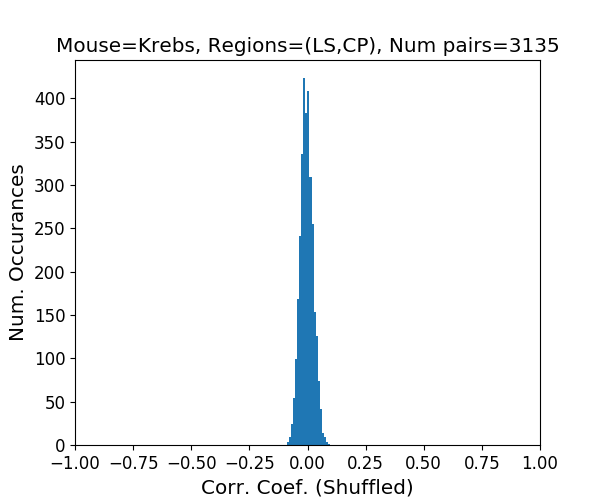 Mouse=Krebs, Regions=(LS,CP), Num pairs=3135
400
350
300
250
200
150
100
50
0
Num. Occurances
−1.00 −0.75 −0.50 −0.25 0.00 0.25 0.50 0.75 1.00
Corr. Coef. (Shuffled)